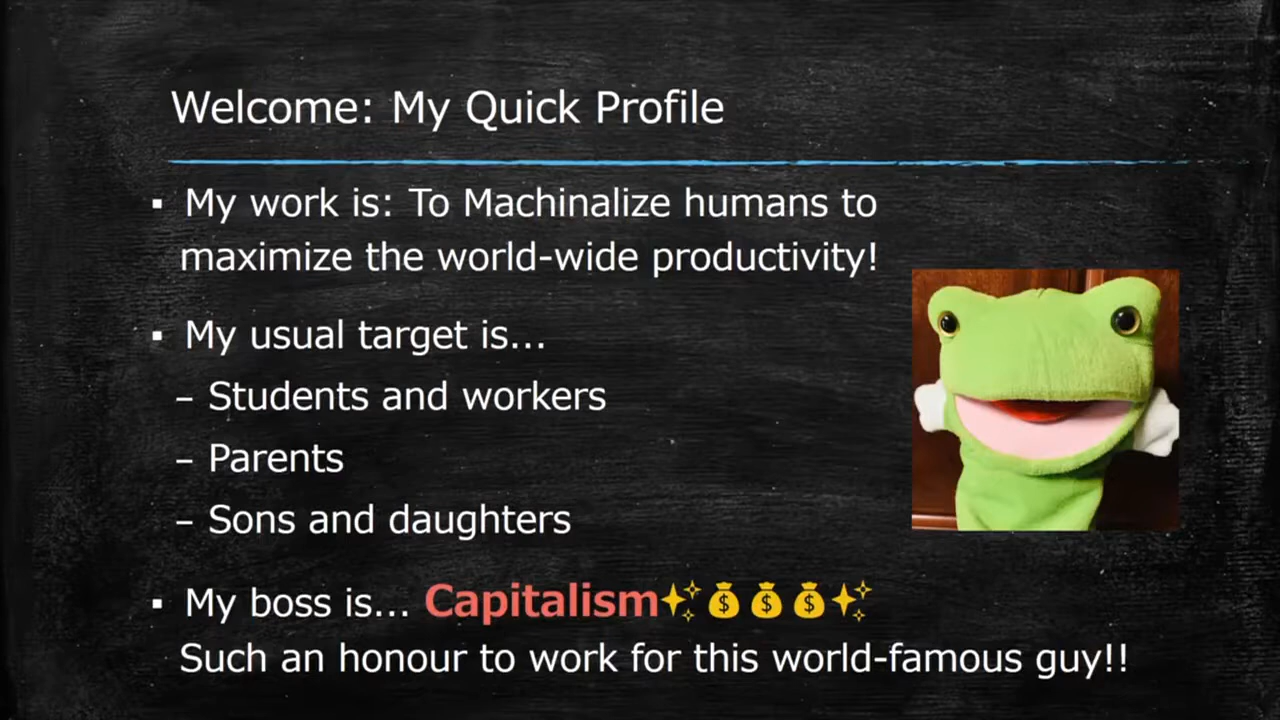 Welcome: My Quick Profile
▪ My work is: To Machinalize humans to
maximize the world-wide productivity!
▪ My usual target is...
– Students and workers
– Parents
– Sons and daughters
▪ My boss is... Capitalism✨💰💰💰✨
Such an honour to work for this world-famous guy!!